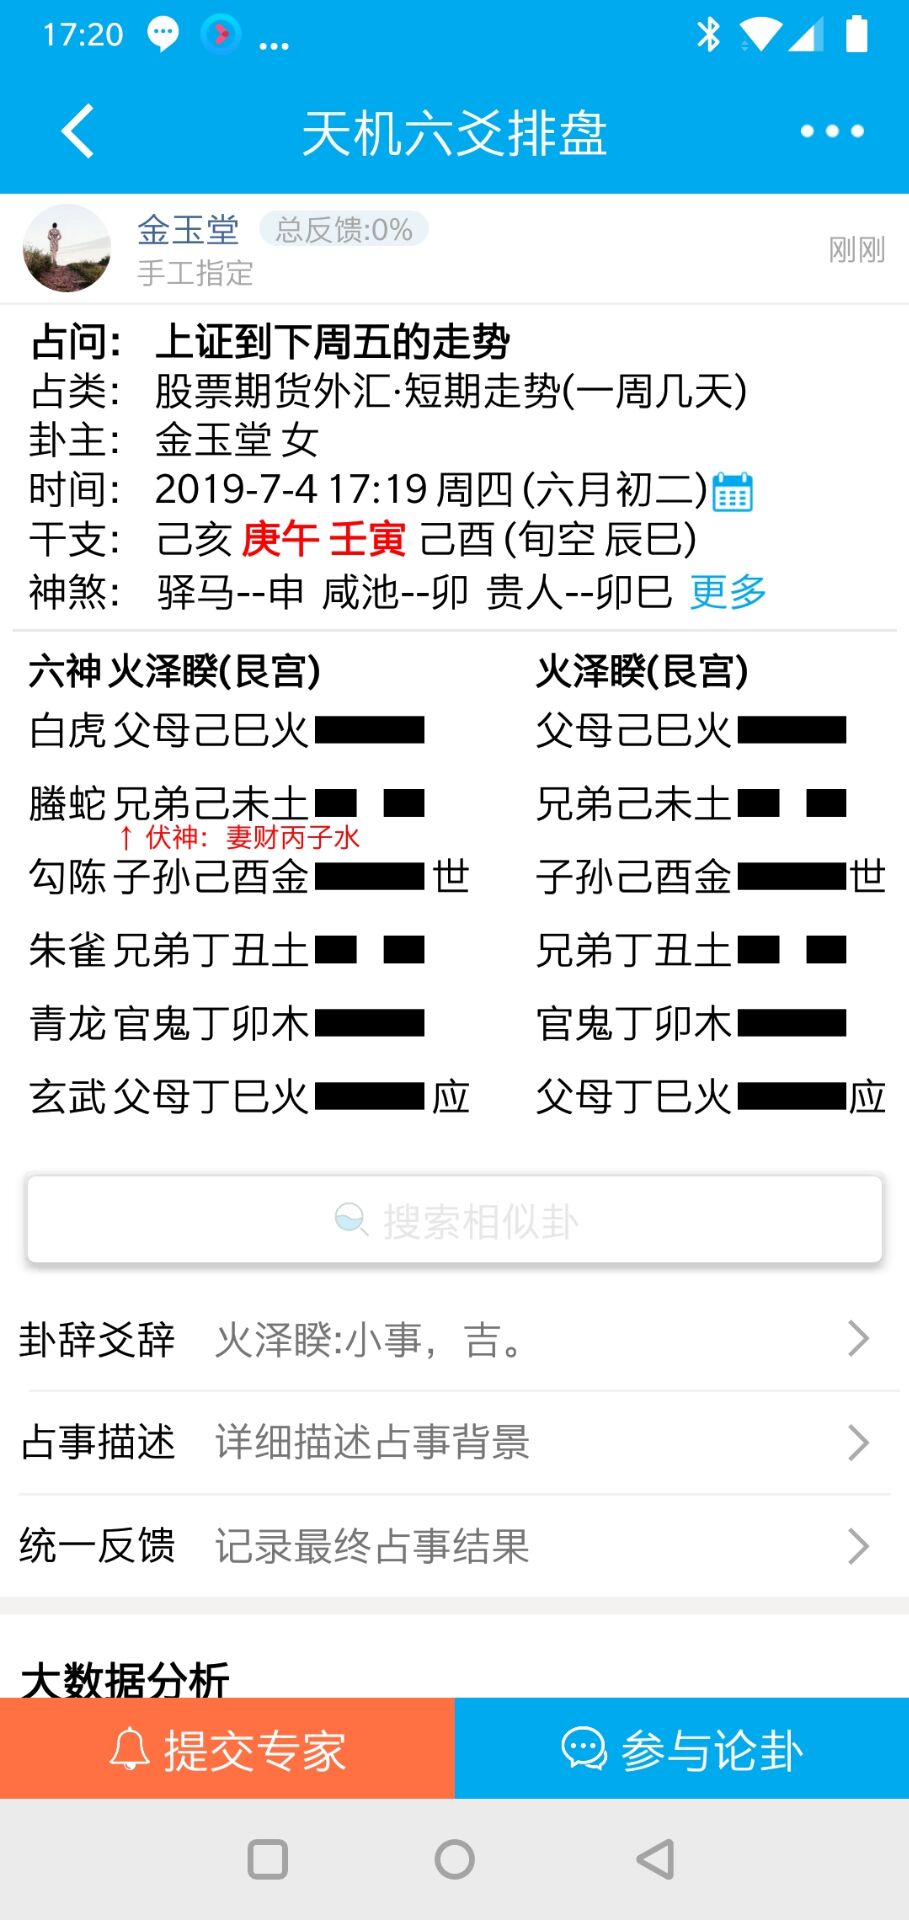 17:20
天机六爻排盘
金玉堂 总反馈:0%
手工指定
刚刚
占问： 上证到下周五的走势
占类： 股票期货外汇·短期走势(一周几天)
卦主： 金玉堂 女
时间： 2019-7-4 17:19 周四 (六月初二)
干支： 己亥 庚午 壬寅 己酉 (旬空 辰巳)
神煞： 驿马--申 咸池--卯 贵人--卯巳 更多
六神 火泽睽(艮宫) 火泽睽(艮宫)
白虎 父母己巳火 父母己巳火
螣蛇 兄弟己未土 兄弟己未土
↑ 伏神：妻财丙子水
勾陈 子孙己酉金 世 子孙己酉金 世
朱雀 兄弟丁丑土 兄弟丁丑土
青龙 官鬼丁卯木 官鬼丁卯木
玄武 父母丁巳火 应 父母丁巳火 应
搜索相似卦
卦辞爻辞 火泽睽:小事，吉。
占事描述 详细描述占事背景
统一反馈 记录最终占事结果
大数据分析
提交专家 参与论卦